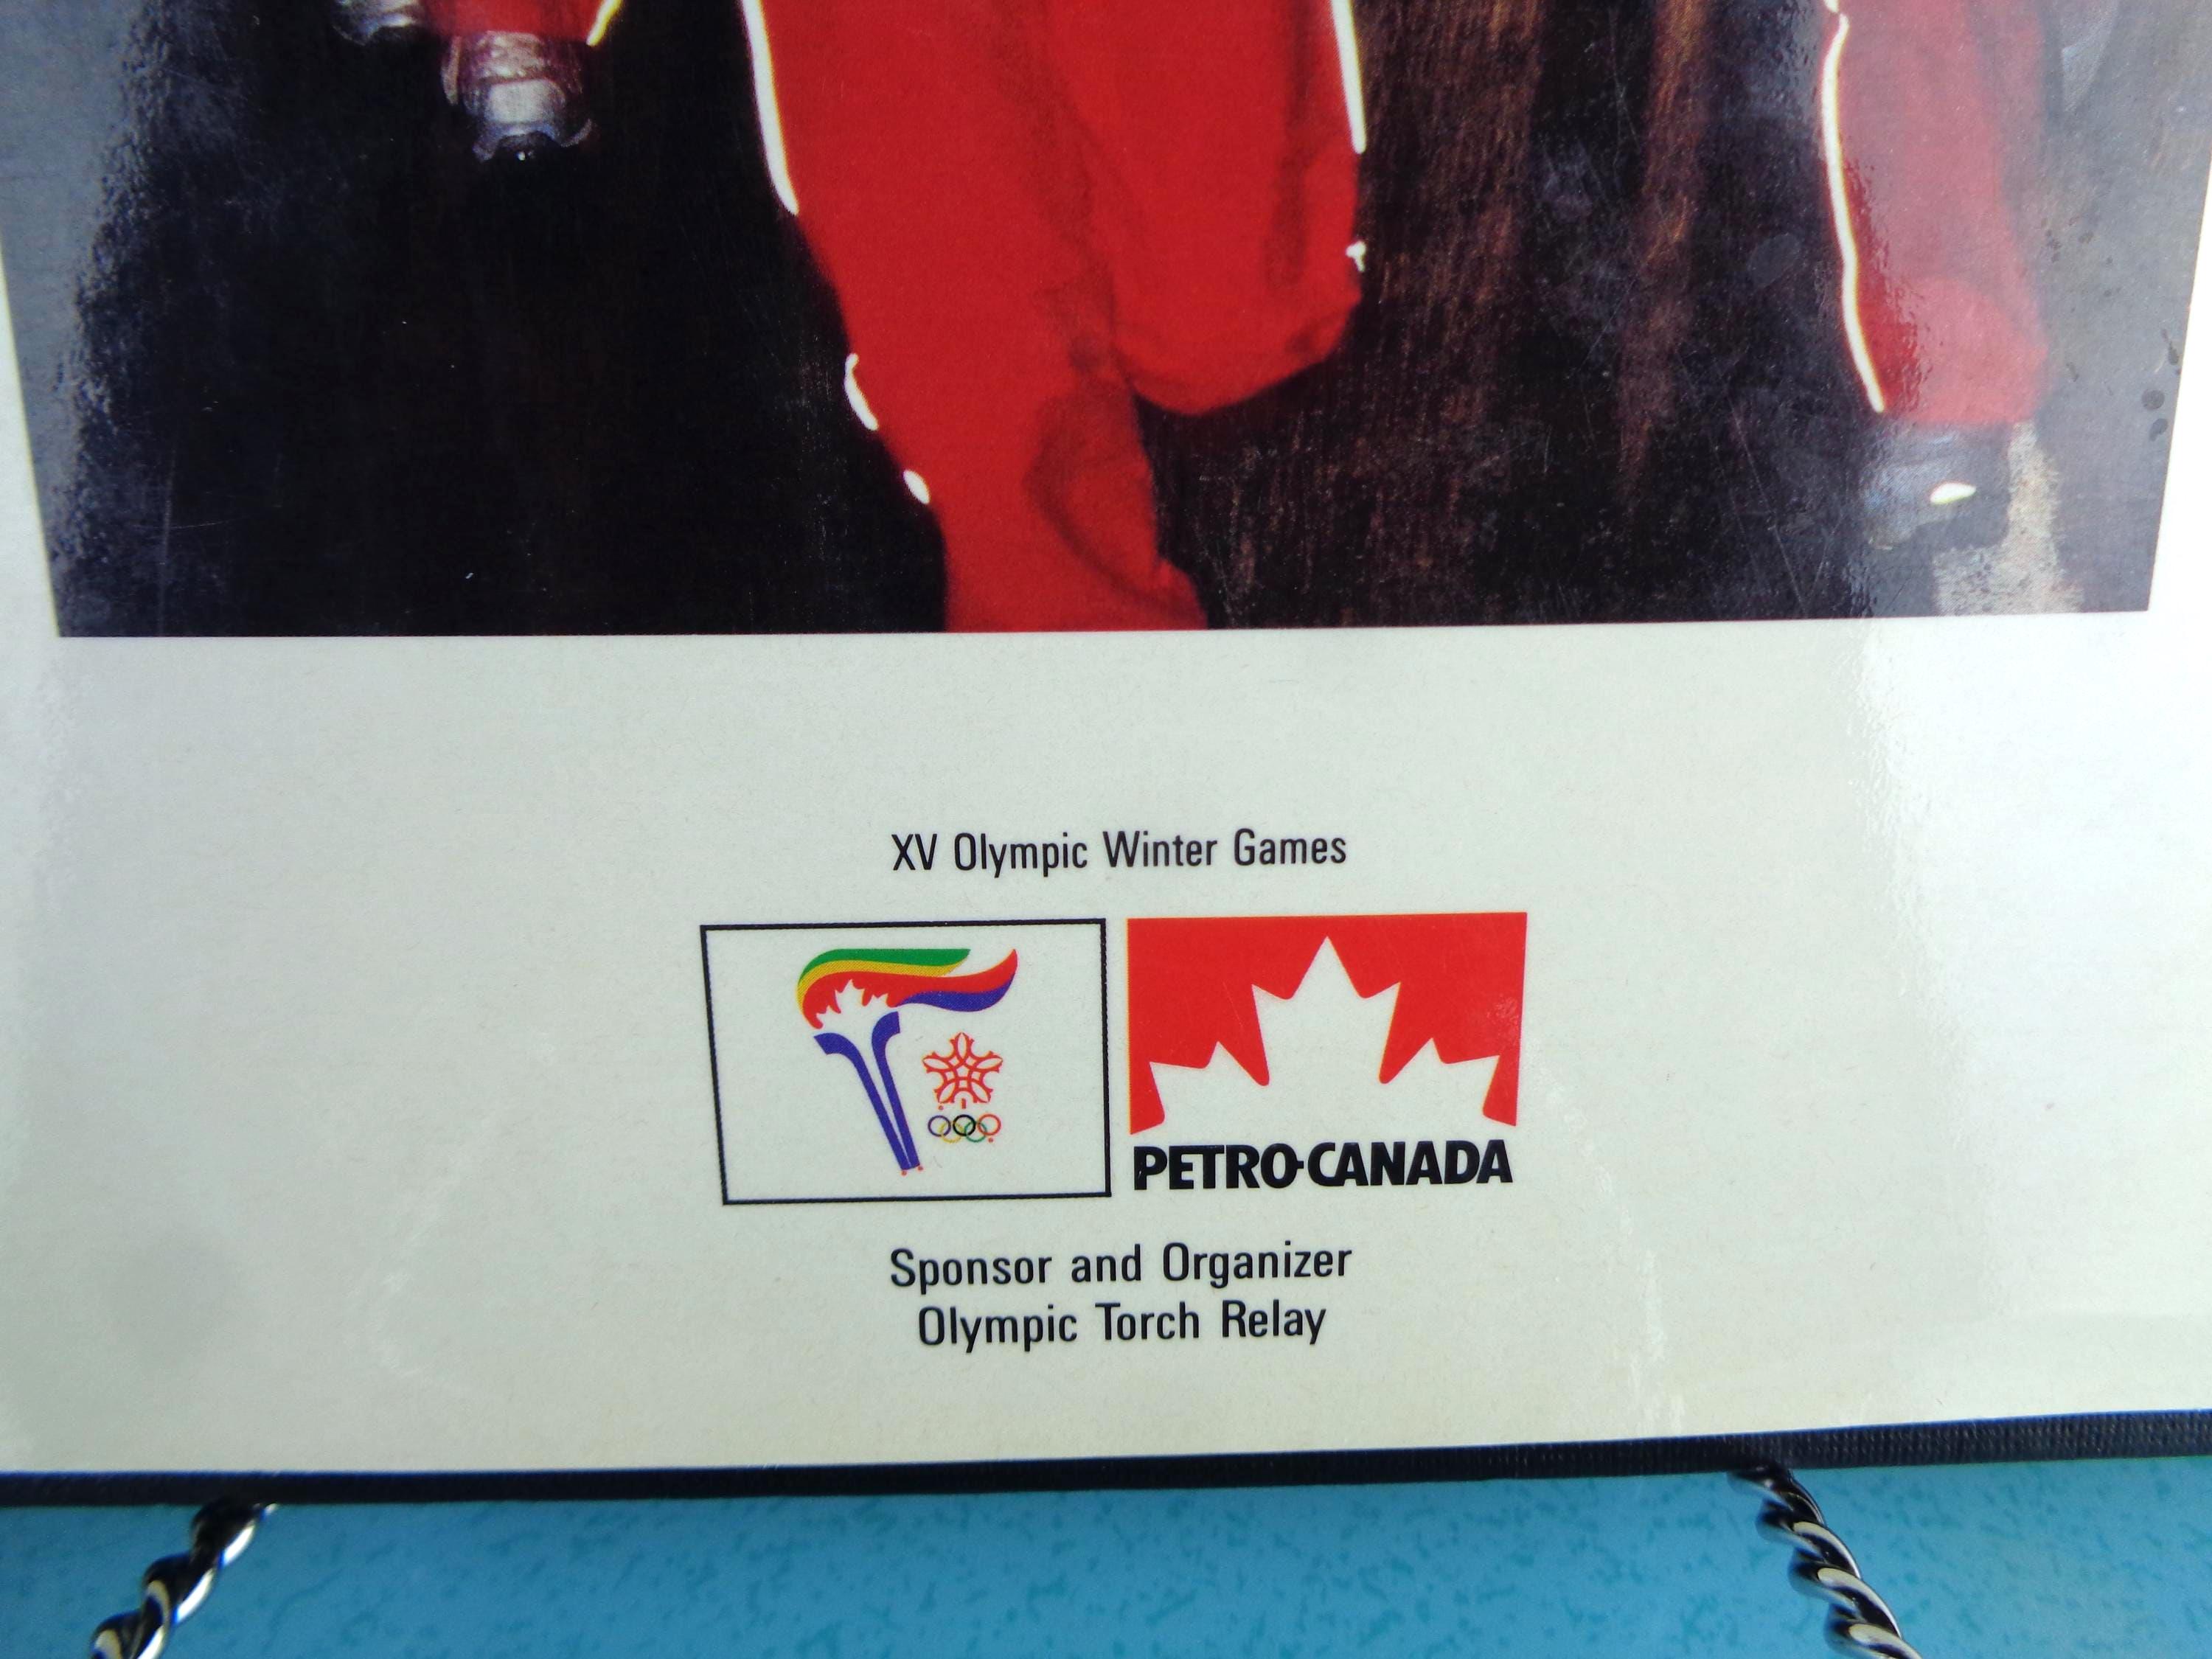 XV Olympic Winter Games
PETRO-CANADA
Sponsor and Organizer
Olympic Torch Relay